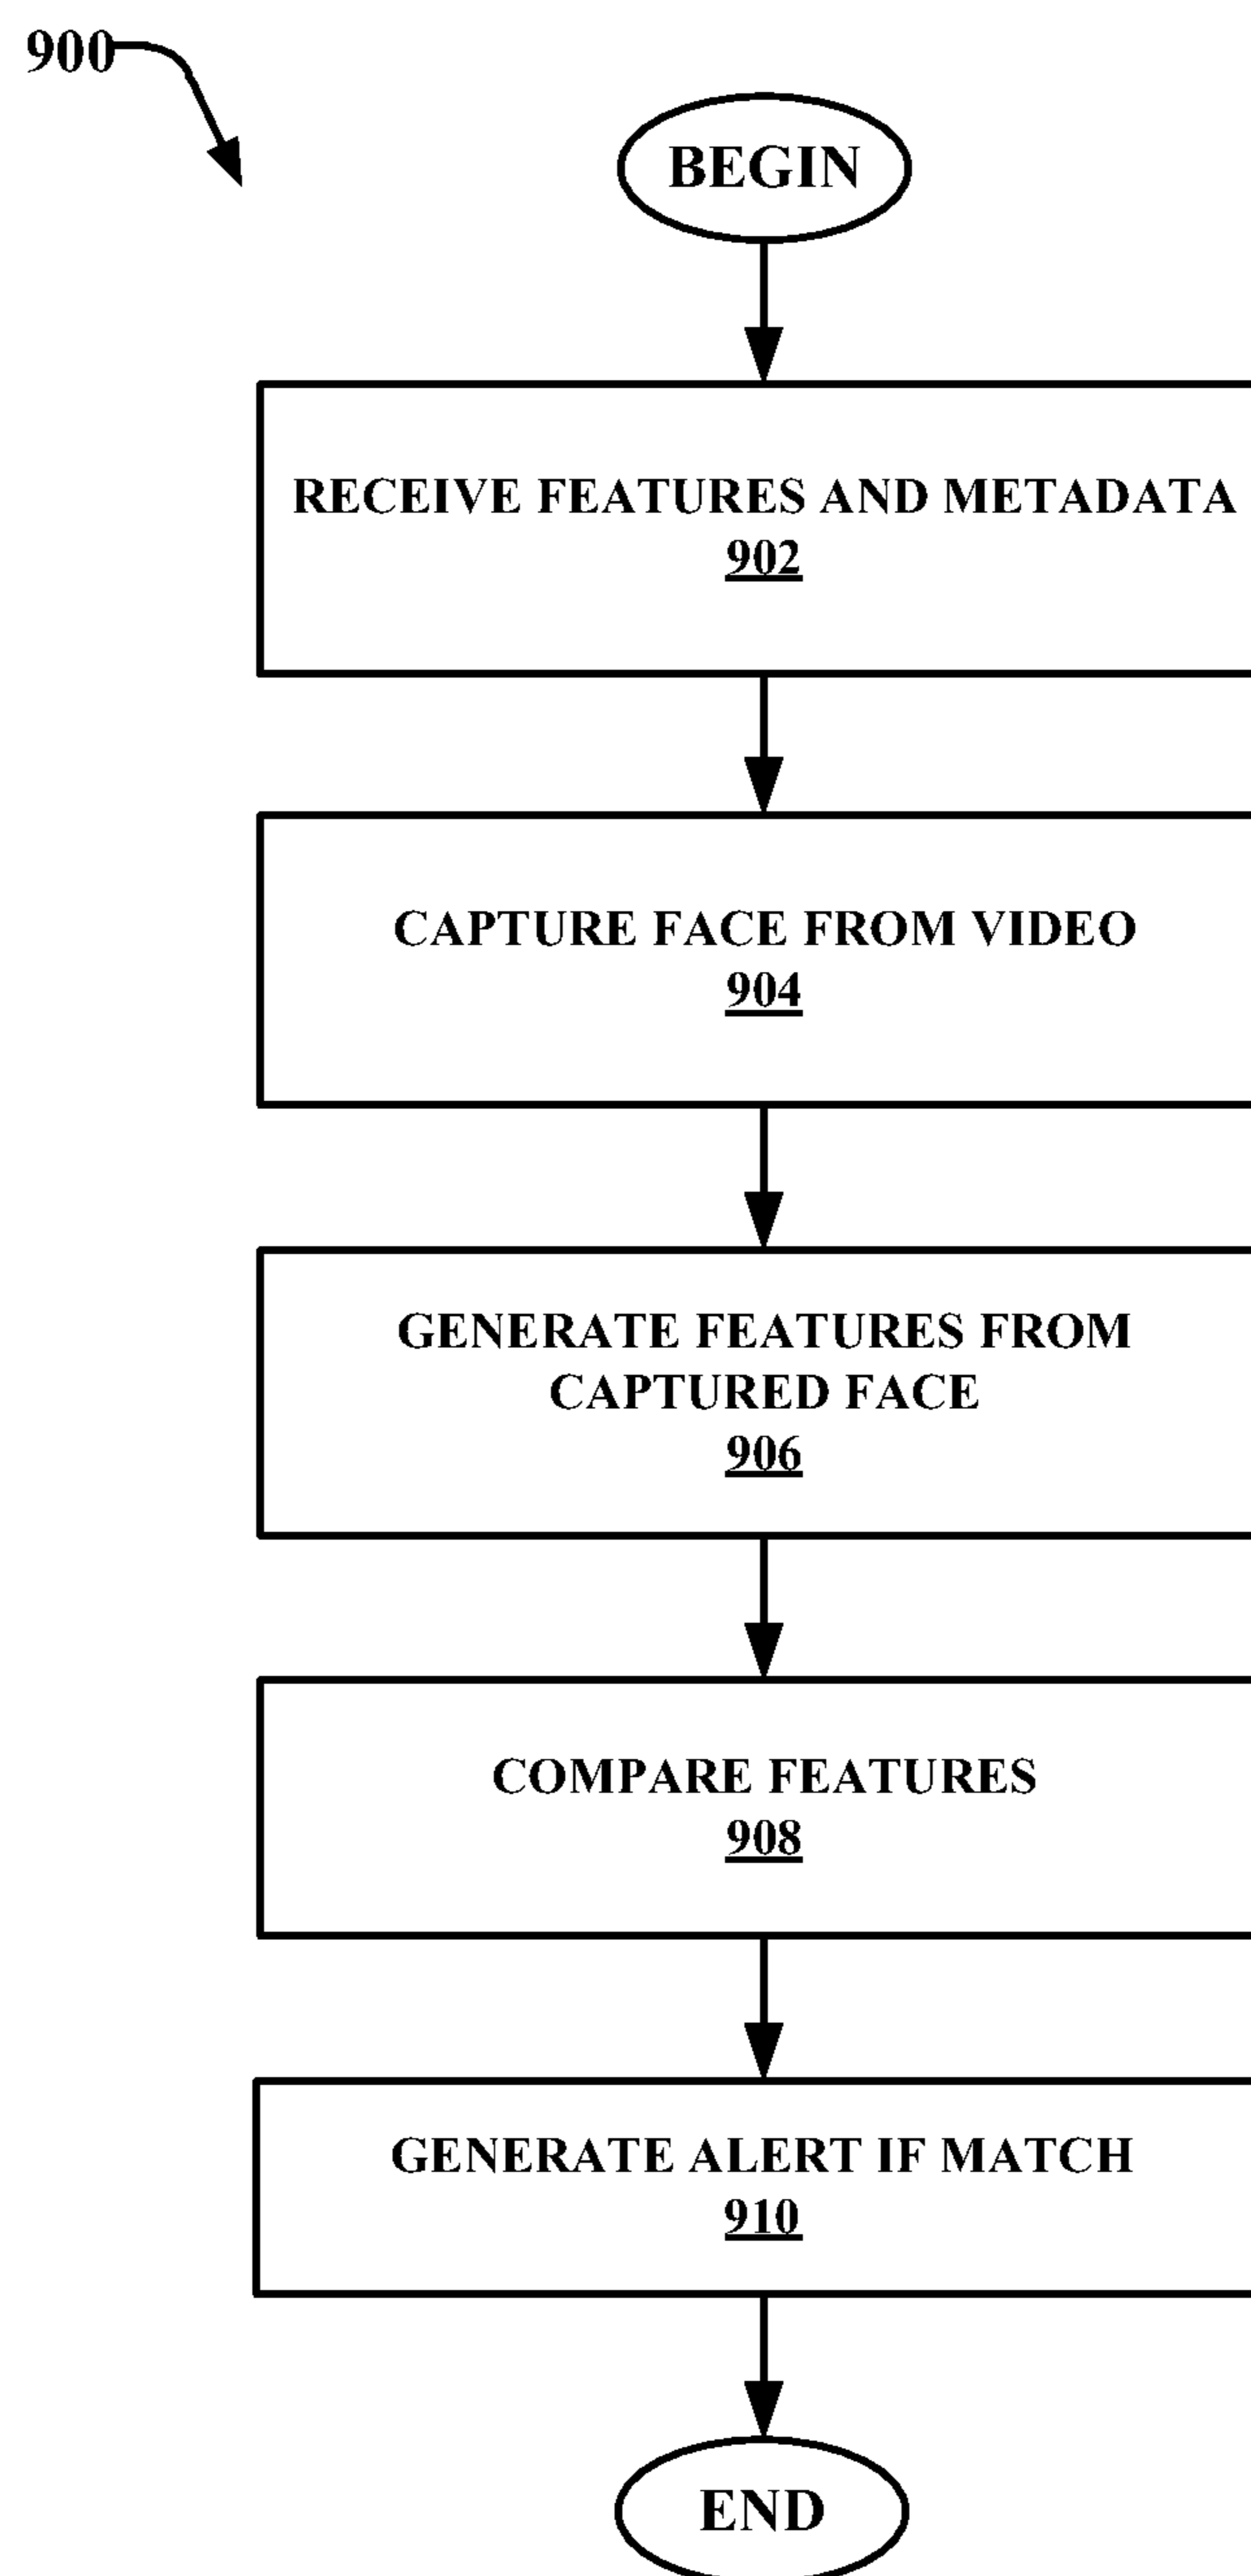 900
BEGIN
RECEIVE FEATURES AND METADATA
902
CAPTURE FACE FROM VIDEO
904
GENERATE FEATURES FROM
CAPTURED FACE
906
COMPARE FEATURES
908
GENERATE ALERT IF MATCH
910
END